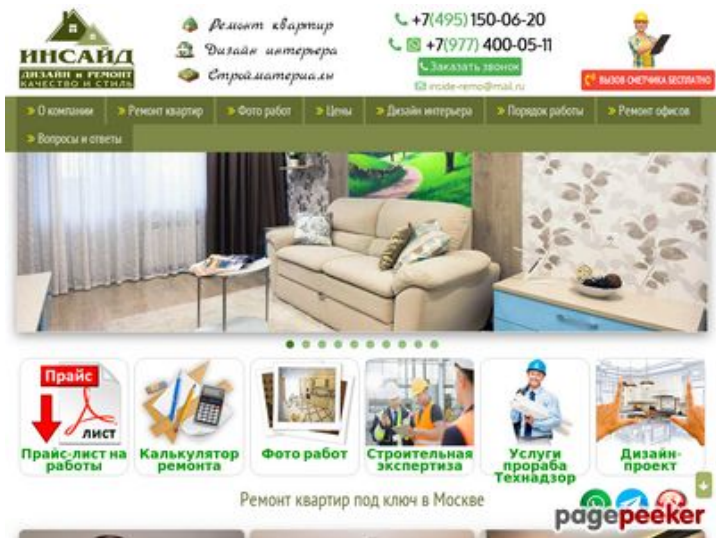 ИНСАЙД
ДИЗАЙН и РЕМОНТ
КАЧЕСТВО И СТИЛЬ
Ремонт квартир
Дизайн интерьера
Стройматериалы
+7(495) 150-06-20
+7(977) 400-05-11
Заказать звонок
inside-remo@mail.ru
ВЫЗОВ СМЕТЧИКА БЕСПЛАТНО
» О компании » Ремонт квартир » Фото работ » Цены » Дизайн интерьера » Порядок работы » Ремонт офисов
» Вопросы и ответы
Прайс
лист
Прайс-лист на
работы
Калькулятор
ремонта
Фото работ
Строительная
экспертиза
Услуги
прораба
Технадзор
Дизайн-
проект
Ремонт квартир под ключ в Москве
pagepeeker